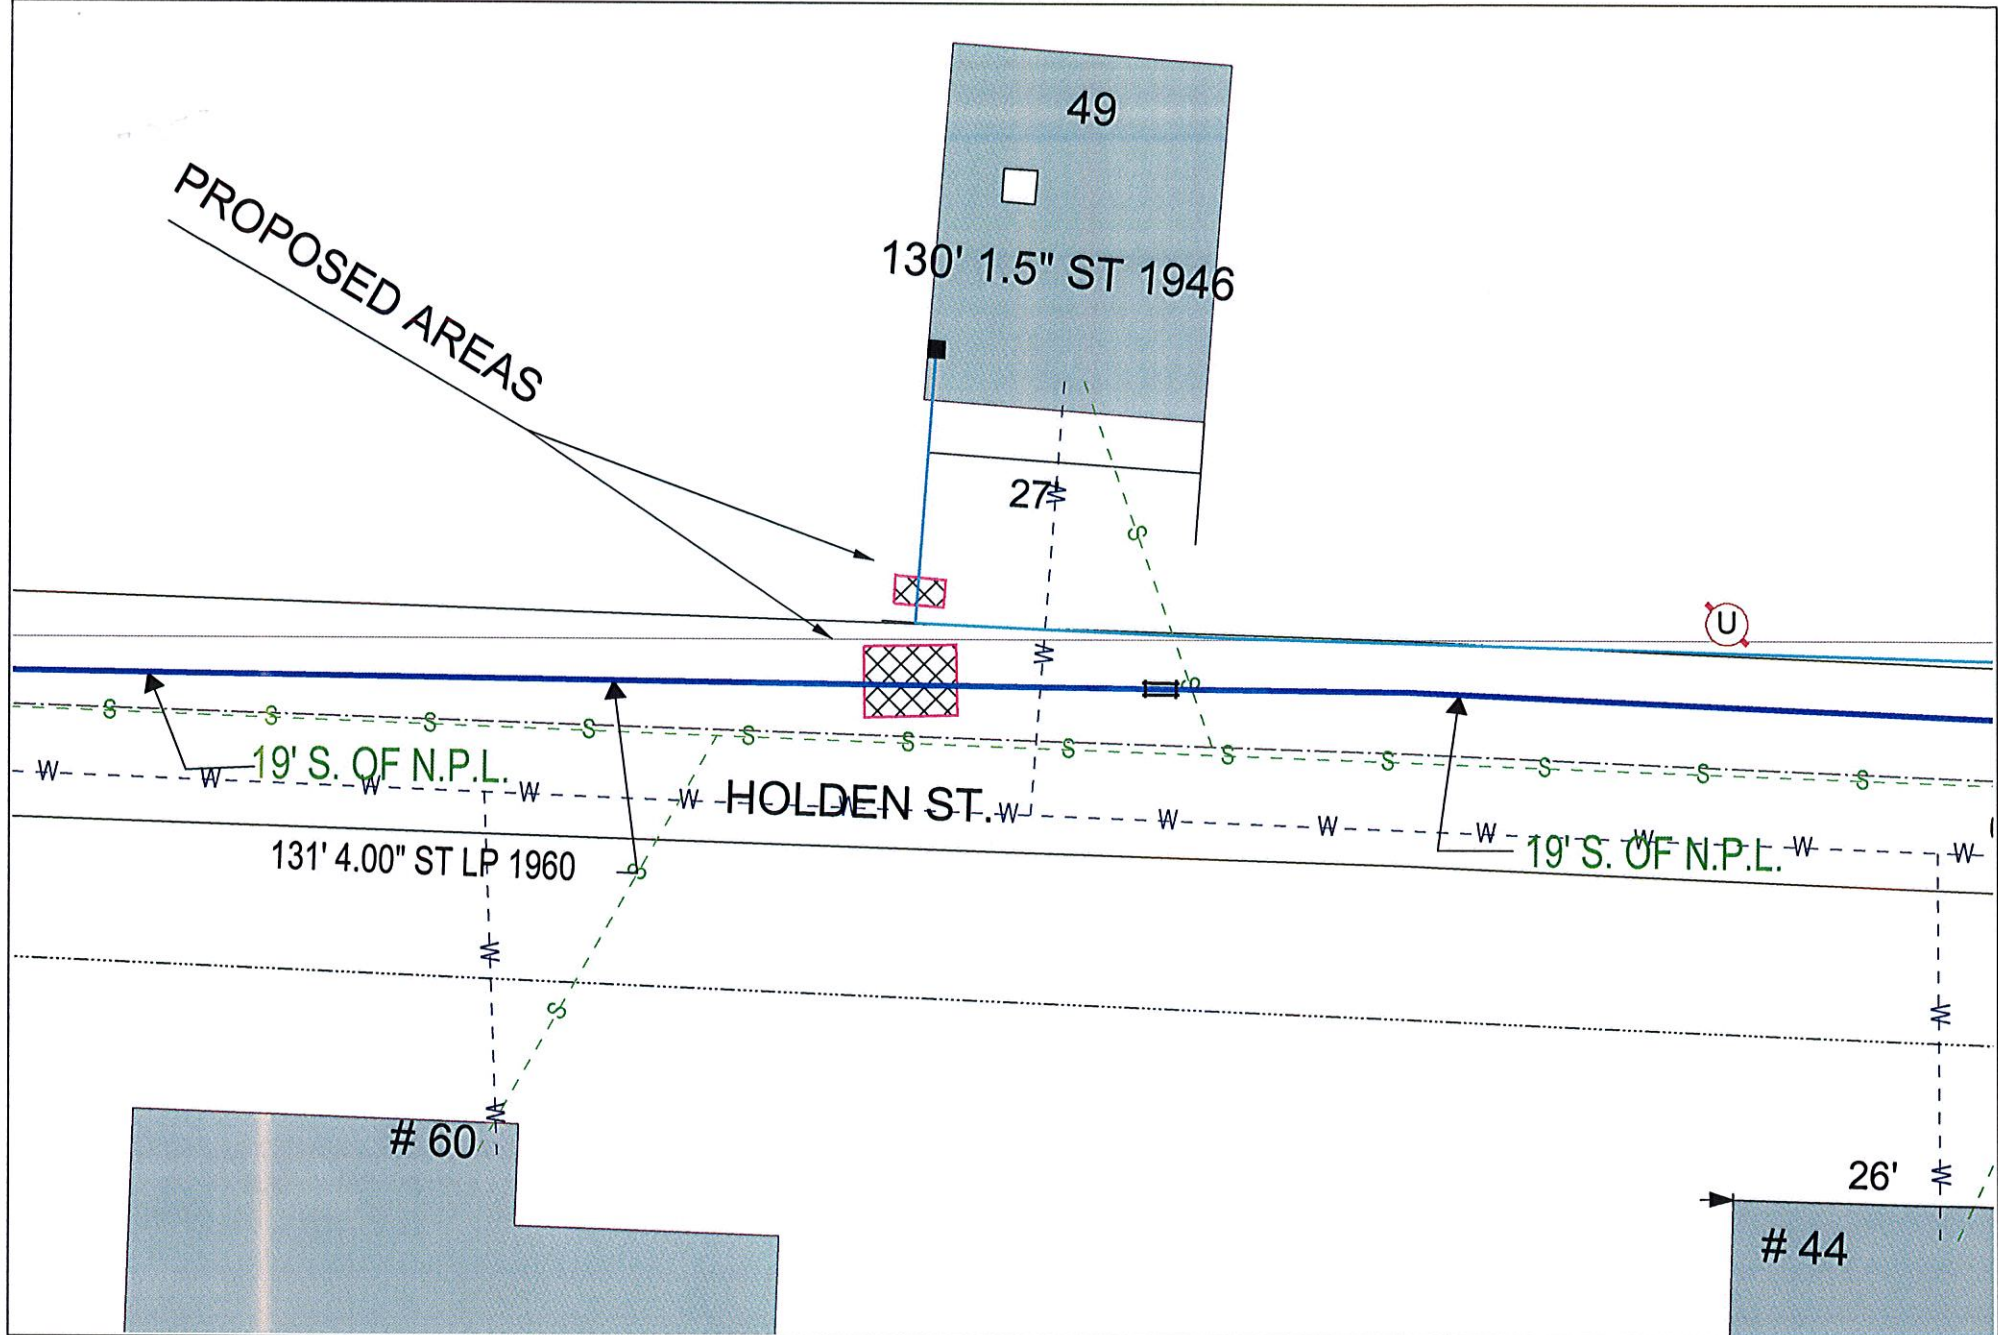 49
130' 1.5" ST 1946
PROPOSED AREAS
27'
U
S S S S S S S S S S S S
19' S. OF N.P.L.
HOLDEN ST.
W W W W W W W W W W W W W
131' 4.00" ST LP 1960
19' S. OF N.P.L.
W
W
S
S
W
W
S
S
W
W
# 60
26'
W
# 44